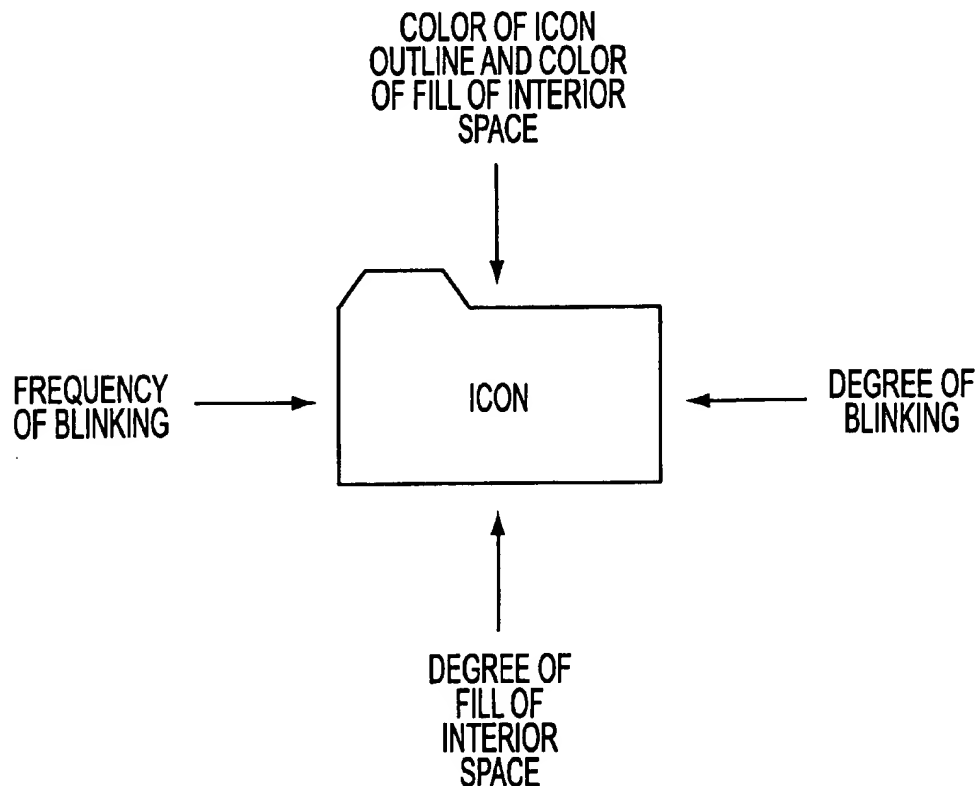 COLOR OF ICON
OUTLINE AND COLOR
OF FILL OF INTERIOR
SPACE
FREQUENCY
OF BLINKING
ICON
DEGREE OF
BLINKING
DEGREE OF
FILL OF
INTERIOR
SPACE